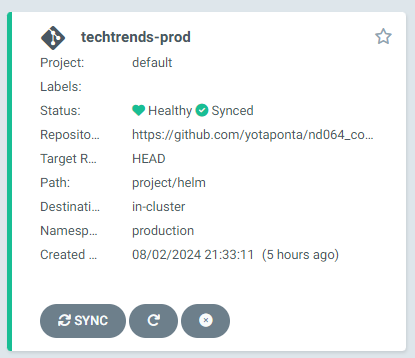 techtrends-prod
Project: default
Labels:
Status: Healthy Synced
Reposito... https://github.com/yotaponta/nd064_co...
Target R... HEAD
Path: project/helm
Destinati... in-cluster
Namesp... production
Created ... 08/02/2024 21:33:11 (5 hours ago)
SYNC